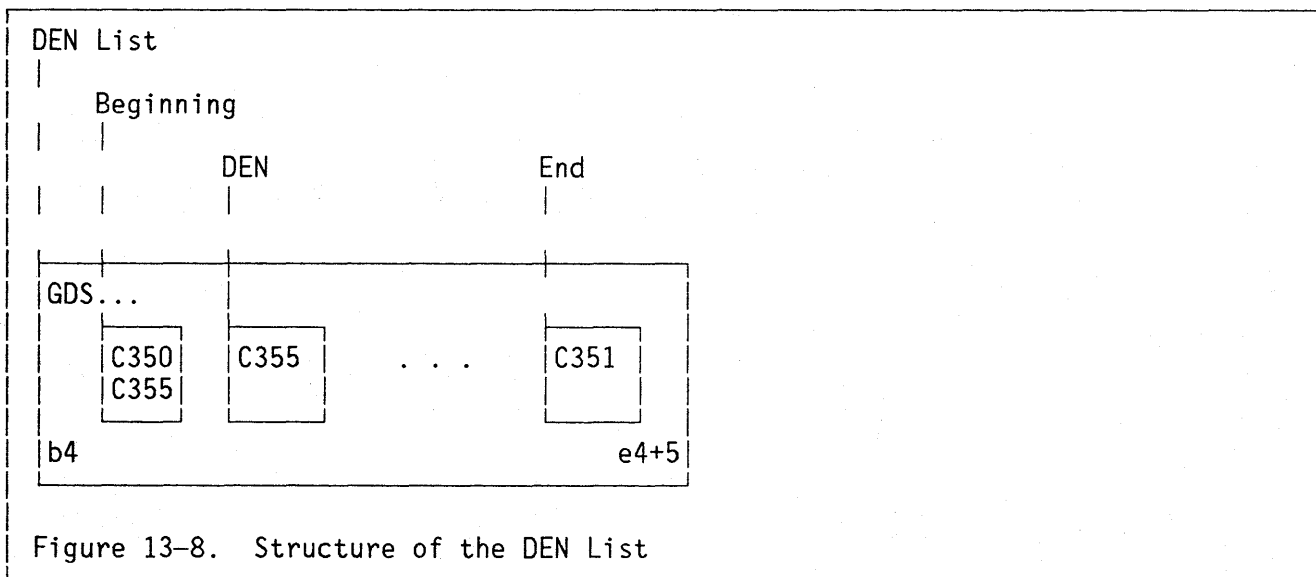 DEN List
Beginning
DEN End
GDS...
C350 C355 . . . C351
C355
b4 e4+5
Figure 13–8. Structure of the DEN List